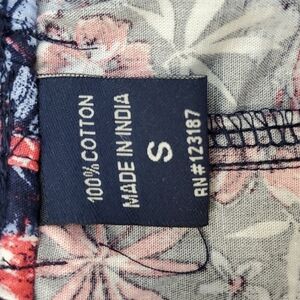 100% COTTON
MADE IN INDIA
S
RN#123187